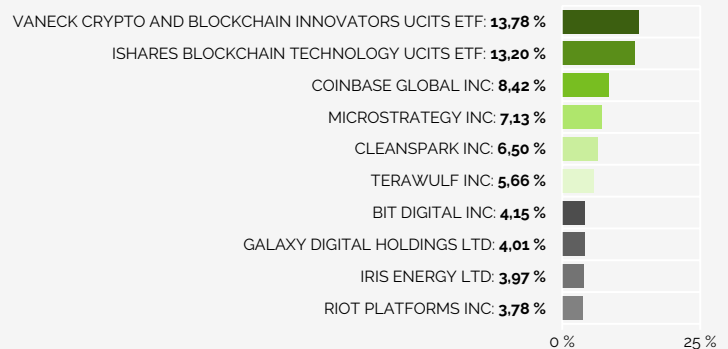 VANECK CRYPTO AND BLOCKCHAIN INNOVATORS UCITS ETF: 13,78 %
ISHARES BLOCKCHAIN TECHNOLOGY UCITS ETF: 13,20 %
COINBASE GLOBAL INC: 8,42 %
MICROSTRATEGY INC: 7,13 %
CLEANSPARK INC: 6,50 %
TERAWULF INC: 5,66 %
BIT DIGITAL INC: 4,15 %
GALAXY DIGITAL HOLDINGS LTD: 4,01 %
IRIS ENERGY LTD: 3,97 %
RIOT PLATFORMS INC: 3,78 %
0 % 25 %